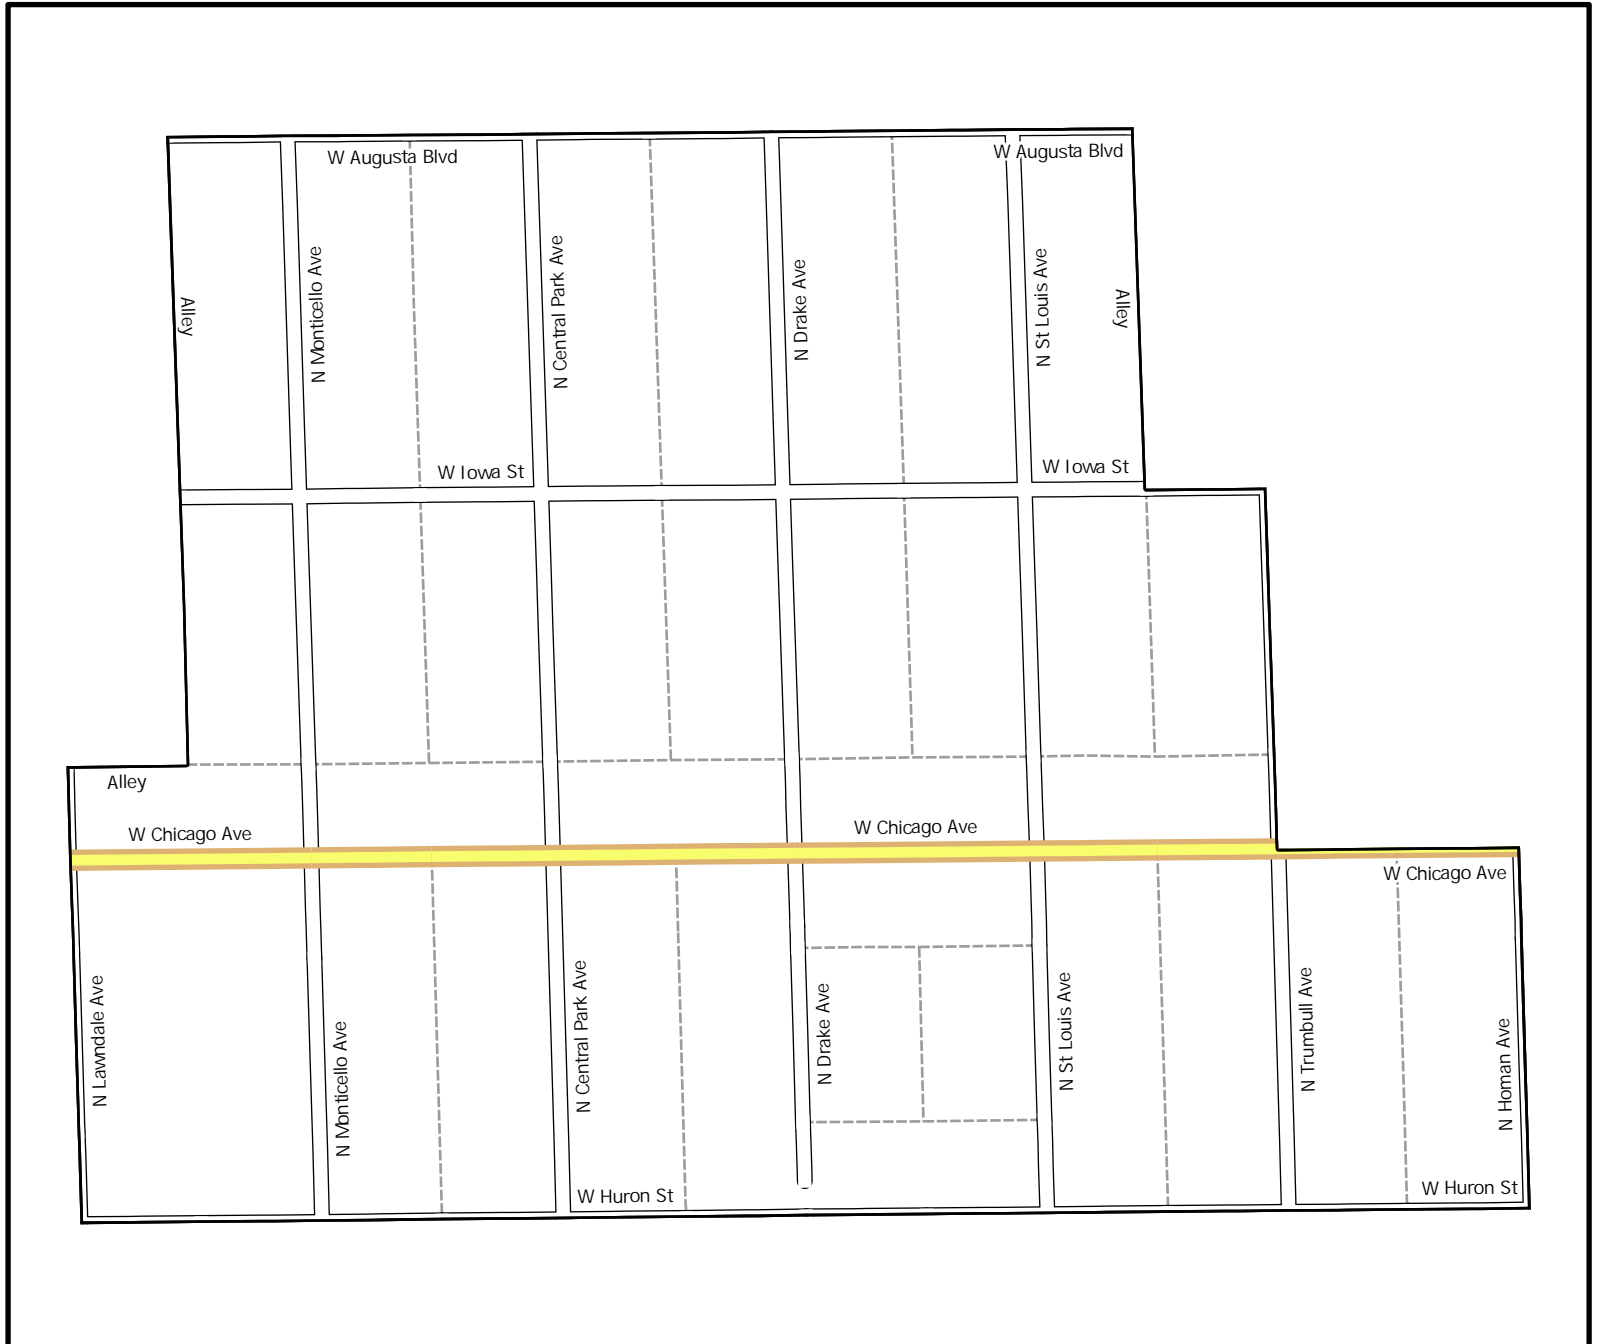 W Augusta Blvd
W Augusta Blvd
Alley
N Monticello Ave
N Central Park Ave
N Drake Ave
N St Louis Ave
Alley
W Iowa St
W Iowa St
Alley
W Chicago Ave
W Chicago Ave
W Chicago Ave
N Lawndale Ave
N Monticello Ave
N Central Park Ave
N Drake Ave
N St Louis Ave
N Trumbull Ave
N Homan Ave
W Huron St
W Huron St